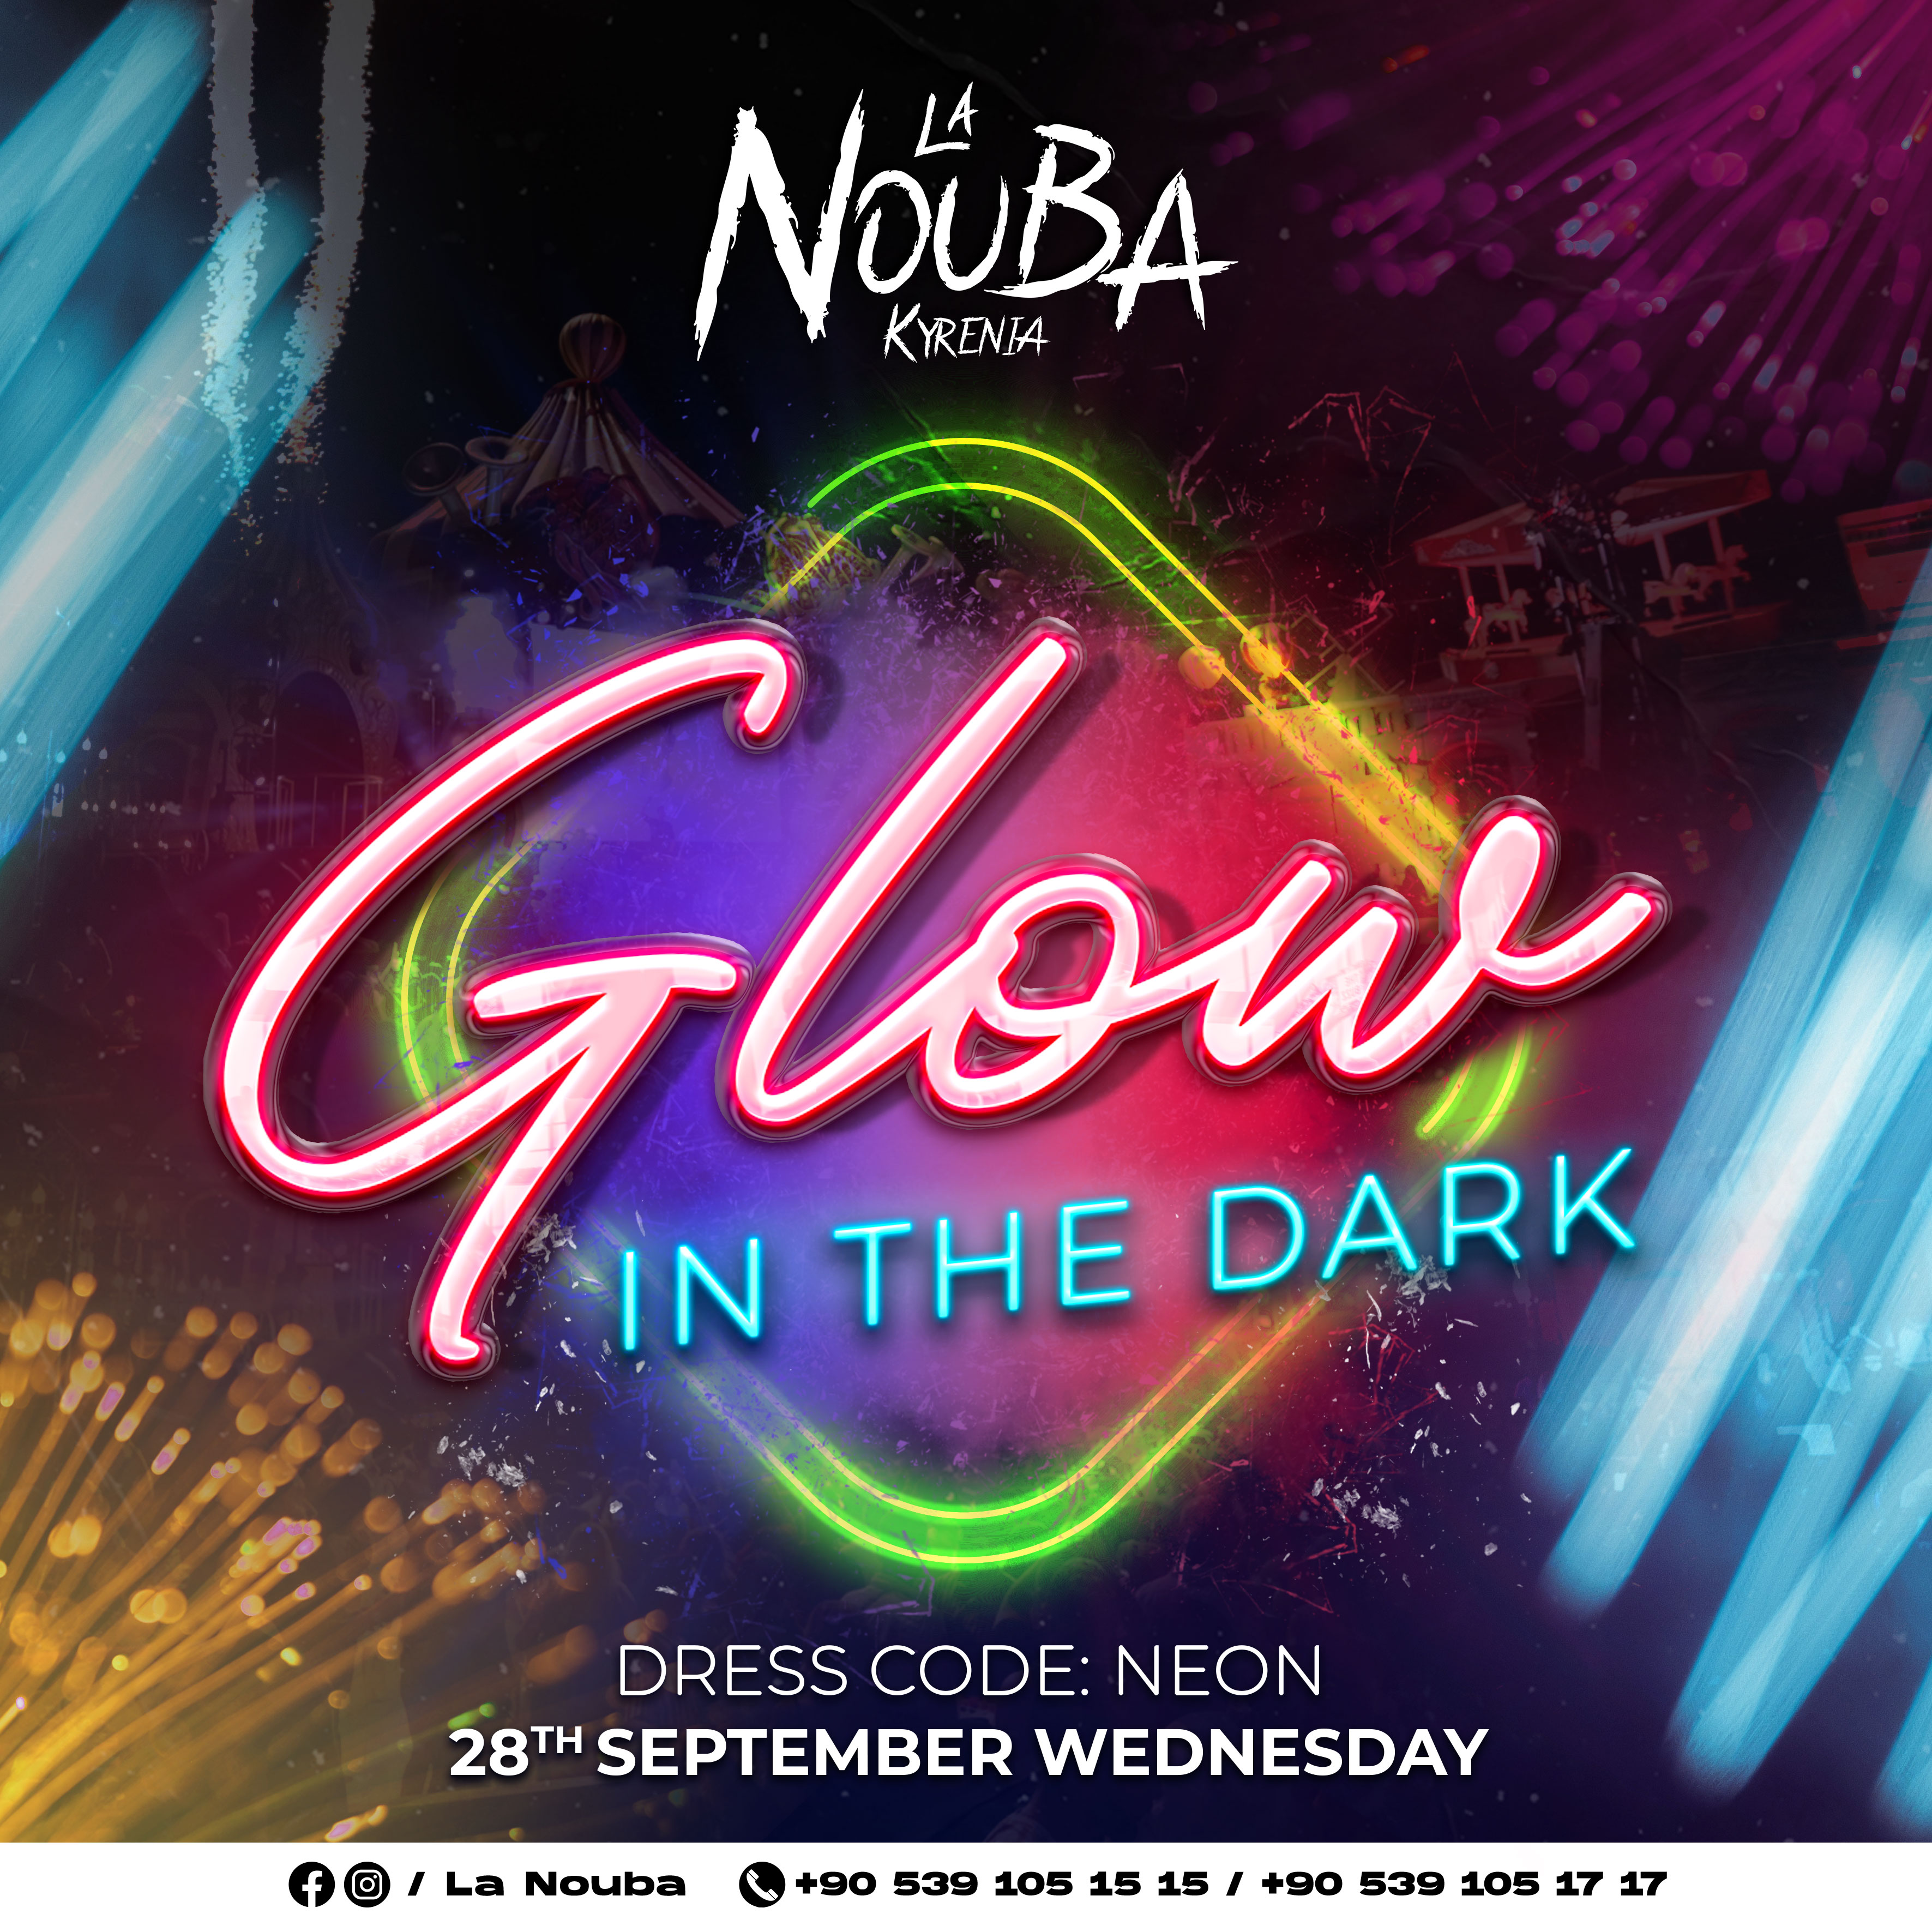 LA
NOUBA
KYRENIA
Glow
IN THE DARK
DRESS CODE: NEON
28TH SEPTEMBER WEDNESDAY
/ La Nouba +90 539 105 15 15 / +90 539 105 17 17